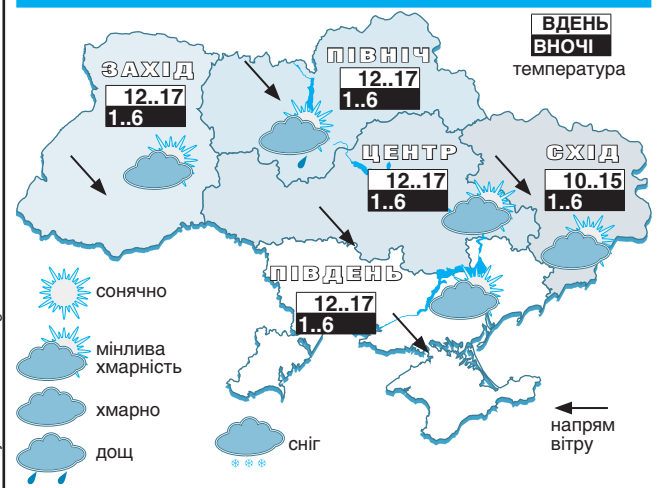 ВДЕНЬ
ВНОЧІ
температура
ПІВНІЧ
12..17
1..6
ЗАХІД
12..17
1..6
ЦЕНТР
12..17
1..6
СХІД
10..15
1..6
ПІВДЕНЬ
12..17
1..6
сонячно
мінлива
хмарність
хмарно
дощ
сніг
напрям
вітру